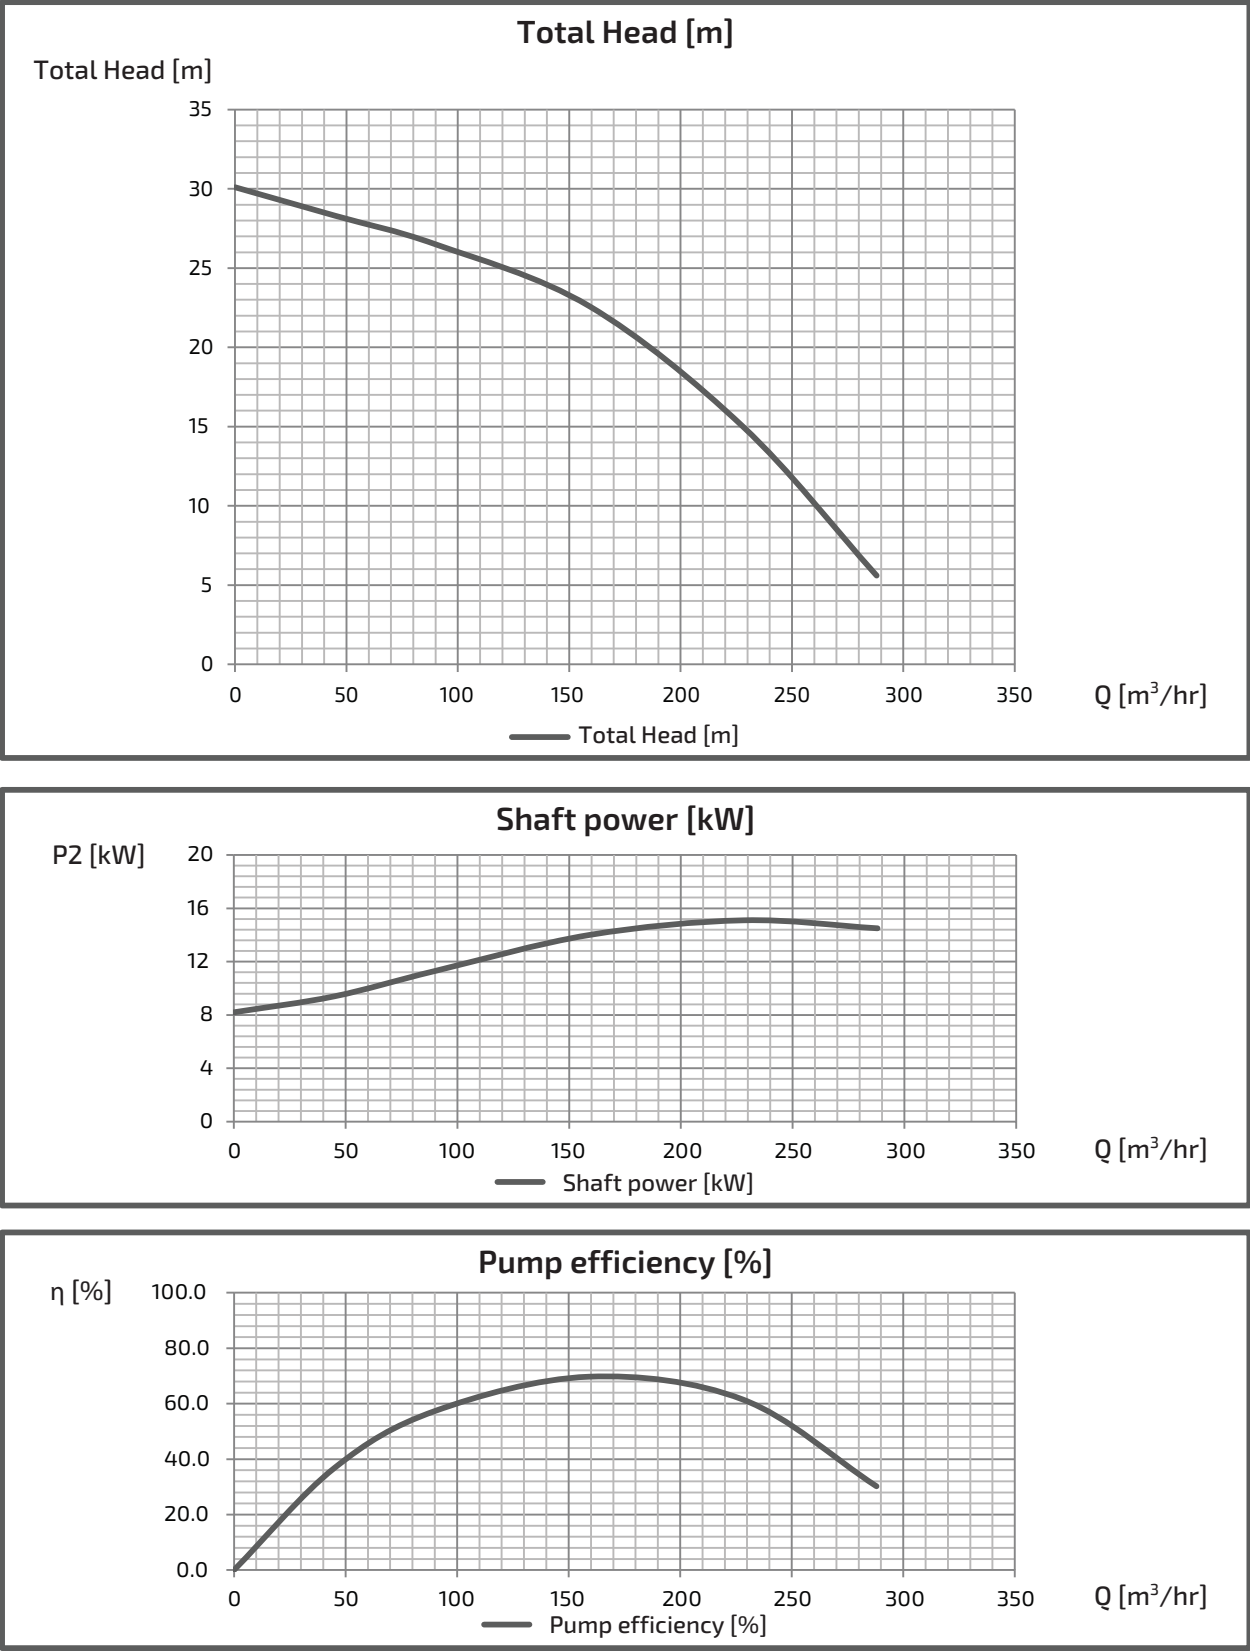 Total Head [m]
Total Head [m]
35
30
25
20
15
10
5
0
0 50 100 150 200 250 300 350 Q [m³/hr]
Total Head [m]
Shaft power [kW]
P2 [kW] 20
16
12
8
4
0
0 50 100 150 200 250 300 350 Q [m³/hr]
Shaft power [kW]
Pump efficiency [%]
η [%] 100.0
80.0
60.0
40.0
20.0
0.0
0 50 100 150 200 250 300 350 Q [m³/hr]
Pump efficiency [%]